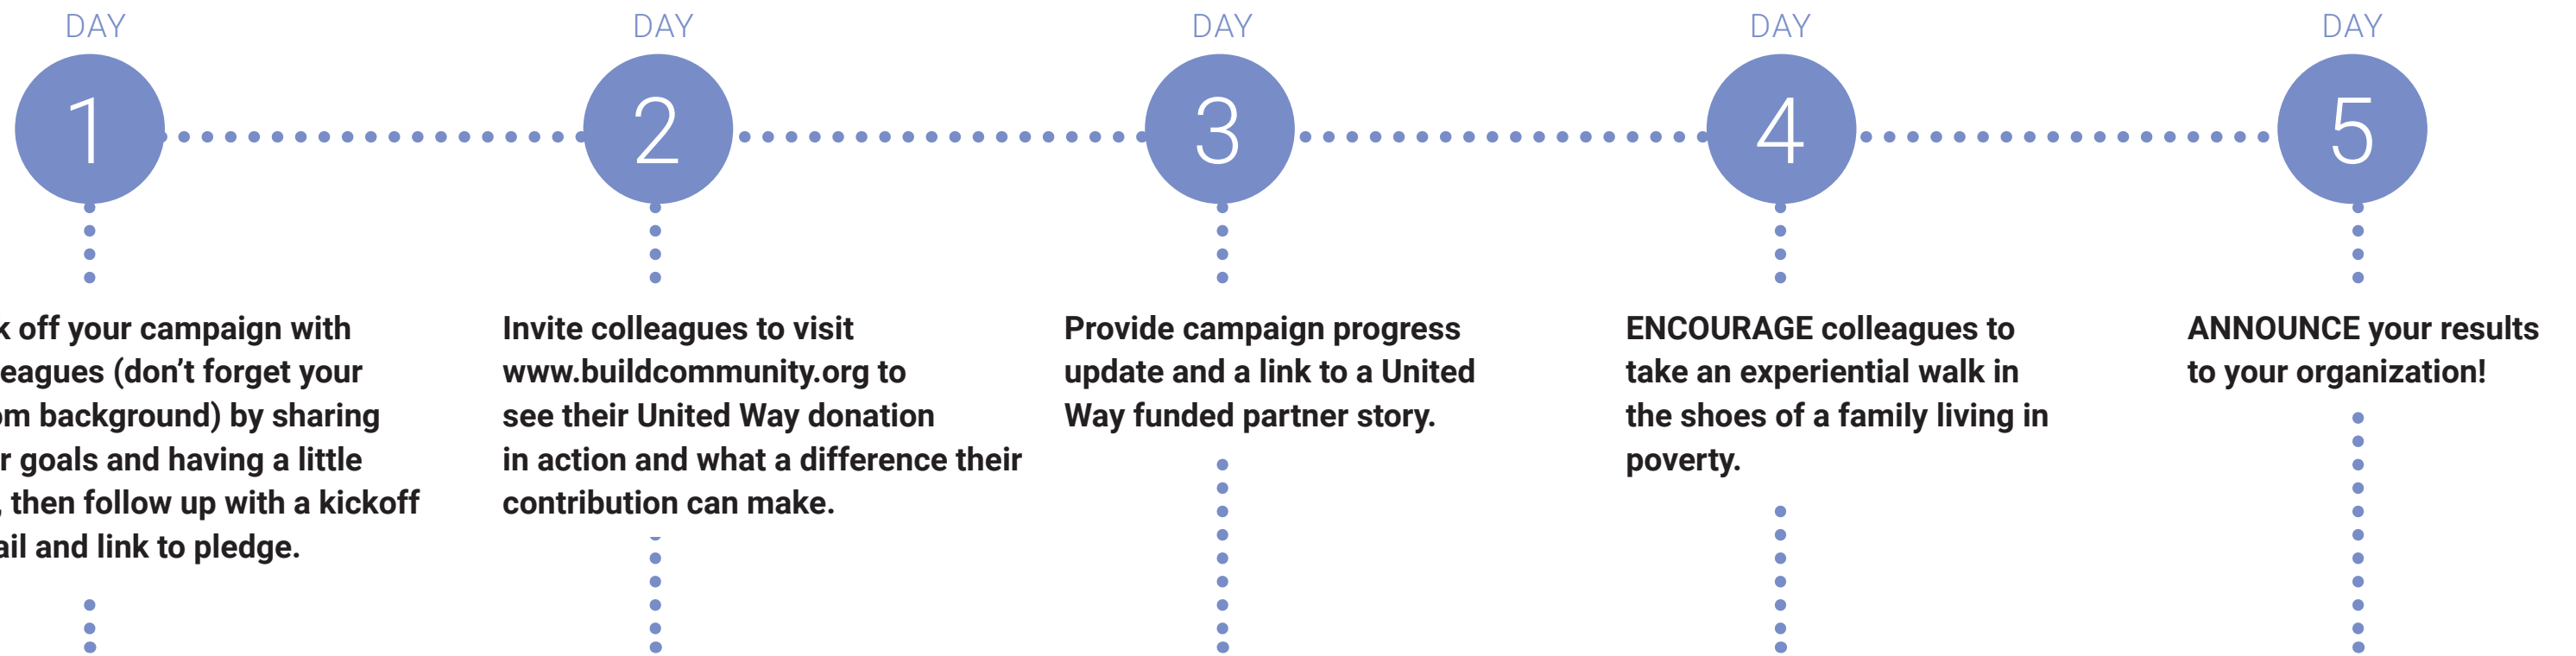 DAY
1
k off your campaign with
eagues (don't forget your
om background) by sharing
r goals and having a little
, then follow up with a kickoff
ail and link to pledge.
DAY
2
Invite colleagues to visit
www.buildcommunity.org to
see their United Way donation
in action and what a difference their
contribution can make.
DAY
3
Provide campaign progress
update and a link to a United
Way funded partner story.
DAY
4
ENCOURAGE colleagues to
take an experiential walk in
the shoes of a family living in
poverty.
DAY
5
ANNOUNCE your results
to your organization!